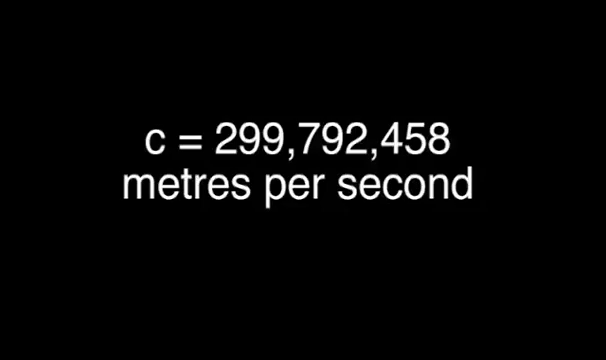 c = 299,792,458
metres per second